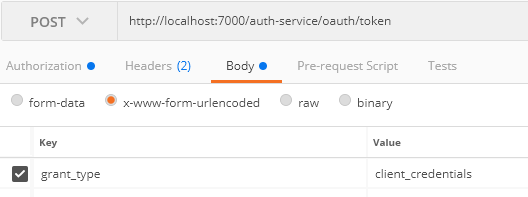 POST http://localhost:7000/auth-service/oauth/token
Authorization Headers (2) Body Pre-request Script Tests
form-data x-www-form-urlencoded raw binary
Key Value
grant_type client_credentials